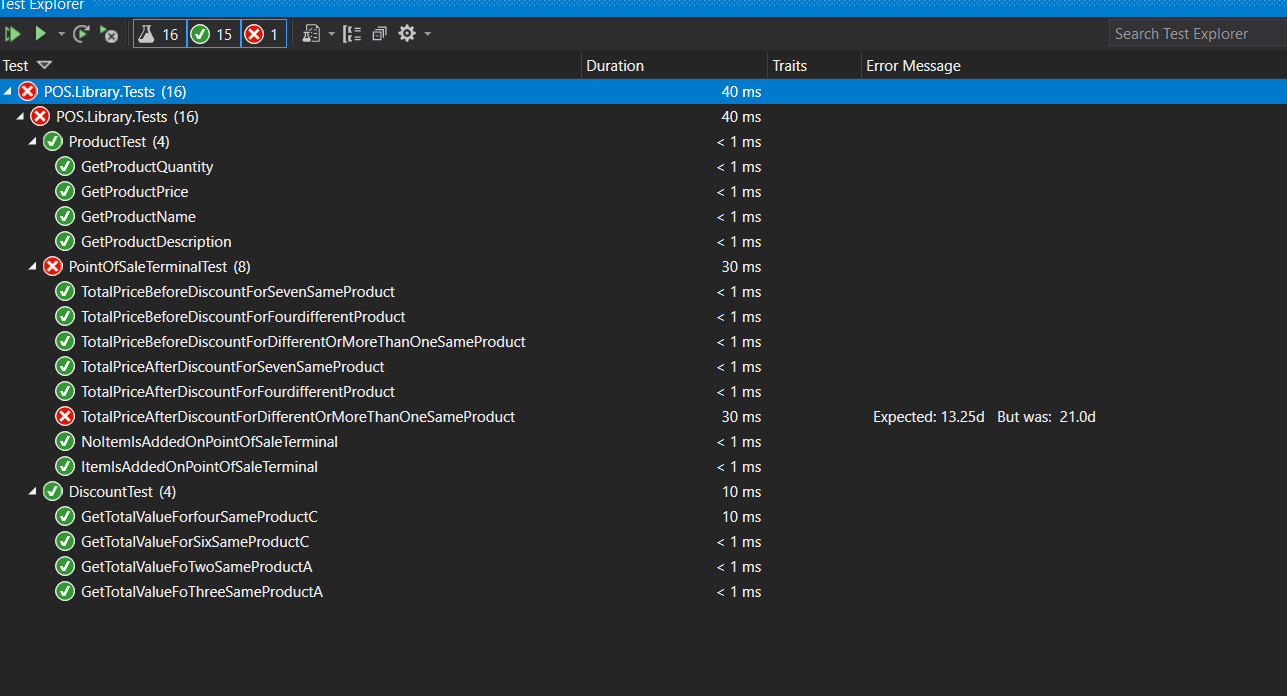 Test Explorer
16 15 1 Search Test Explorer
Test Duration Traits Error Message
POS.Library.Tests (16) 40 ms
POS.Library.Tests (16) 40 ms
ProductTest (4) < 1 ms
GetProductQuantity < 1 ms
GetProductPrice < 1 ms
GetProductName < 1 ms
GetProductDescription < 1 ms
PointOfSaleTerminalTest (8) 30 ms
TotalPriceBeforeDiscountForSevenSameProduct < 1 ms
TotalPriceBeforeDiscountForFourdifferentProduct < 1 ms
TotalPriceBeforeDiscountForDifferentOrMoreThanOneSameProduct < 1 ms
TotalPriceAfterDiscountForSevenSameProduct < 1 ms
TotalPriceAfterDiscountForFourdifferentProduct < 1 ms
TotalPriceAfterDiscountForDifferentOrMoreThanOneSameProduct 30 ms Expected: 13.25d But was: 21.0d
NoItemIsAddedOnPointOfSaleTerminal < 1 ms
ItemIsAddedOnPointOfSaleTerminal < 1 ms
DiscountTest (4) 10 ms
GetTotalValueForfourSameProductC 10 ms
GetTotalValueForSixSameProductC < 1 ms
GetTotalValueFoTwoSameProductA < 1 ms
GetTotalValueFoThreeSameProductA < 1 ms